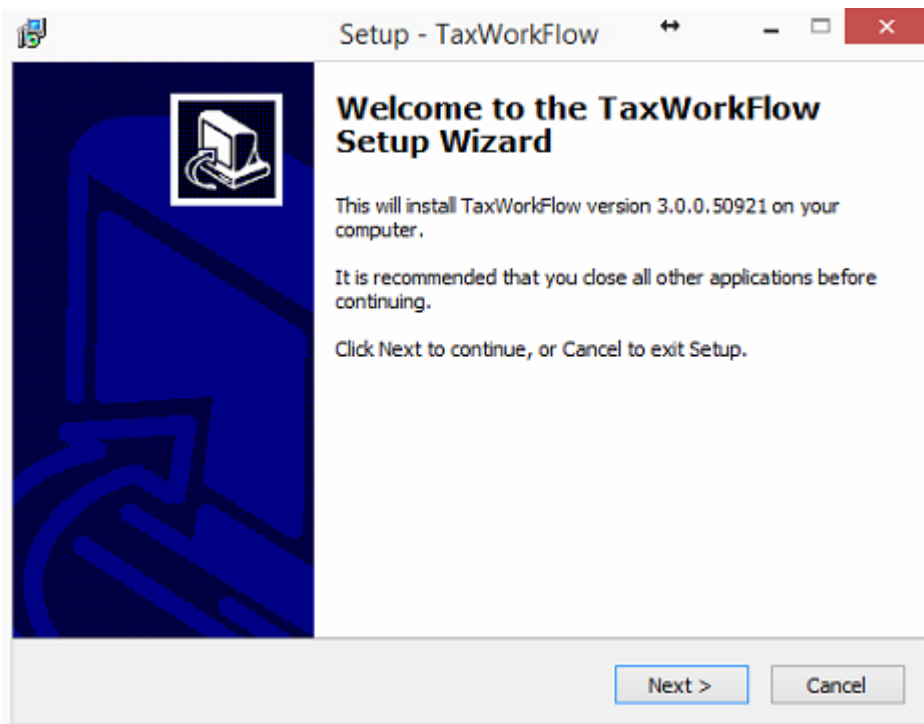 Setup - TaxWorkFlow
Welcome to the TaxWorkFlow
Setup Wizard
This will install TaxWorkFlow version 3.0.0.50921 on your
computer.
It is recommended that you close all other applications before
continuing.
Click Next to continue, or Cancel to exit Setup.
Next >
Cancel